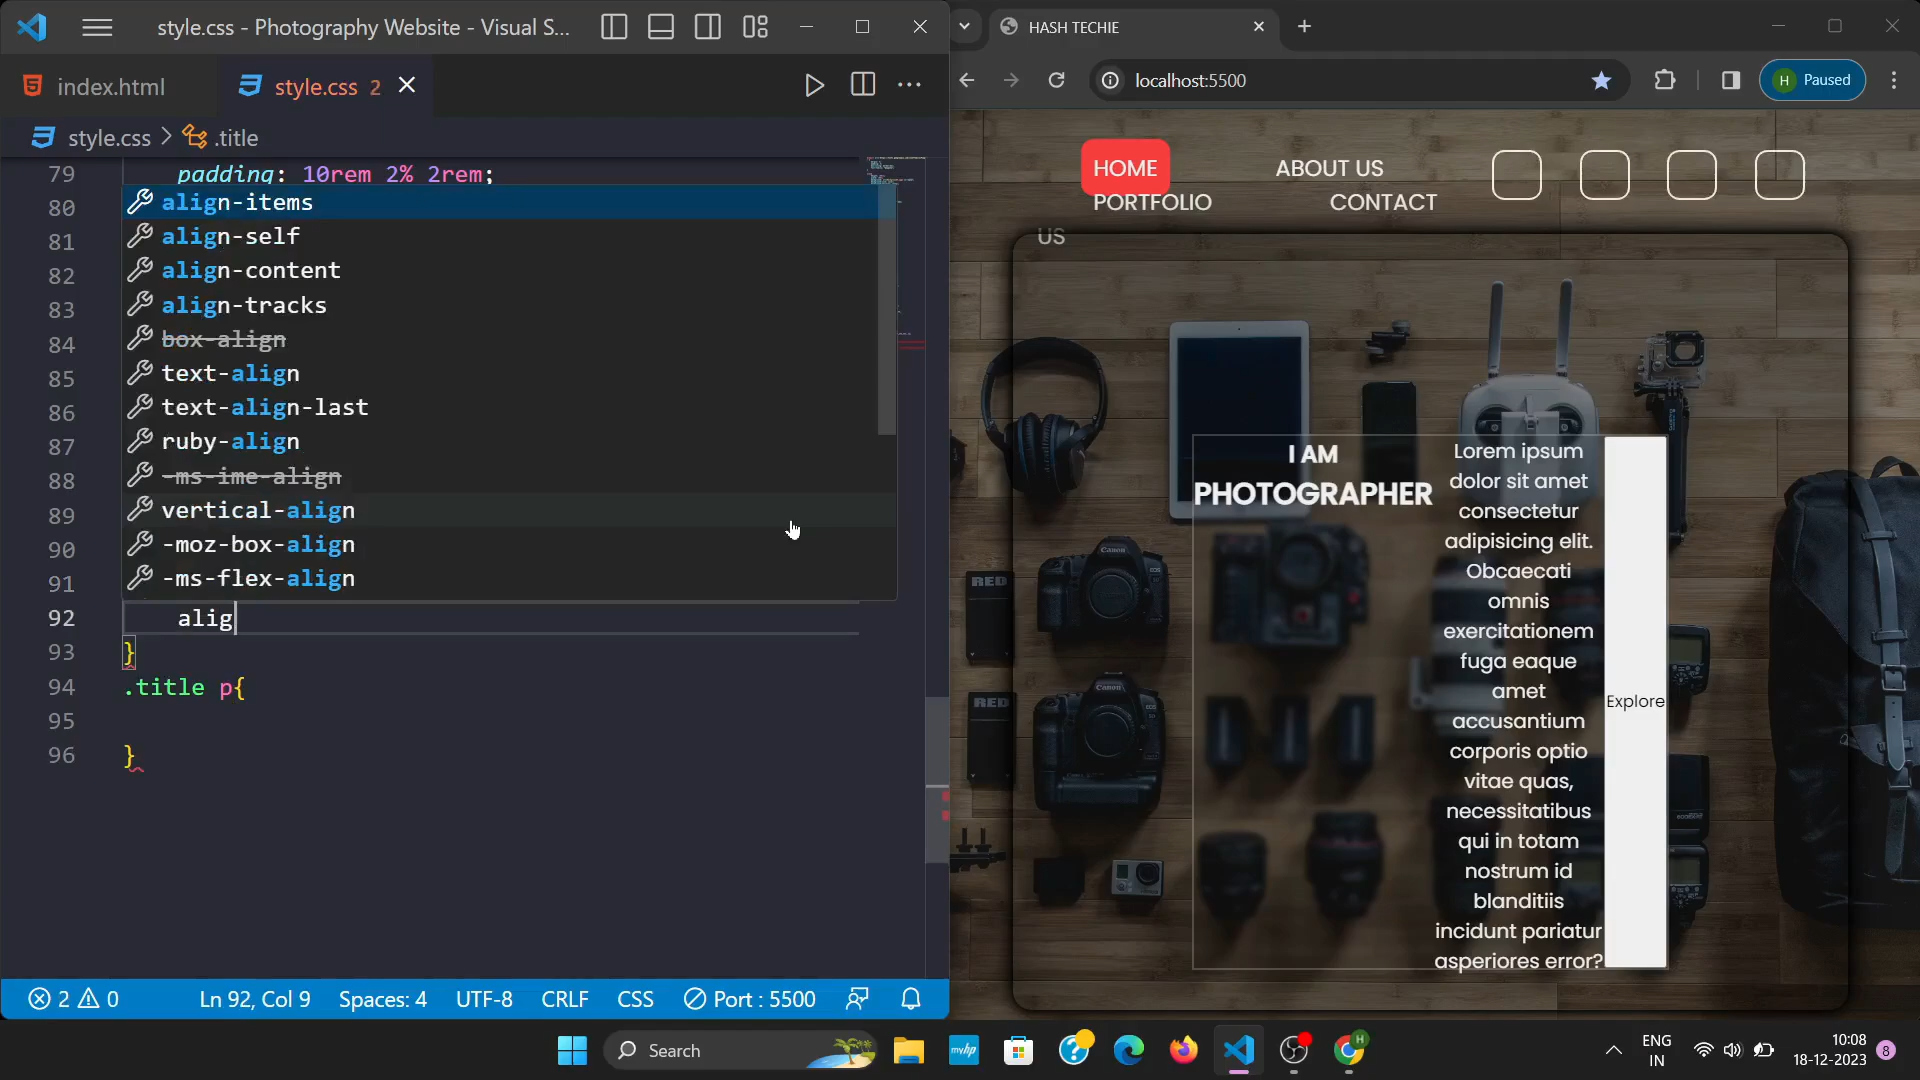 style.css - Photography Website - Visual S...
index.html
style.css 2
style.css > .title
79 padding: 10rem 2% 2rem;
80
81
82
83
84
85
86
87
88
89
90
91
align-items
align-self
align-content
align-tracks
box-align
text-align
text-align-last
ruby-align
-ms-ime-align
vertical-align
-moz-box-align
-ms-flex-align
92 alig
93 }
94 .title p{
95
96 }
2 0
Ln 92, Col 9
Spaces: 4
UTF-8
CRLF
CSS
Port : 5500
HASH TECHIE
localhost:5500
H Paused
HOME
ABOUT US
PORTFOLIO
CONTACT
US
I AM
PHOTOGRAPHER
Lorem ipsum
dolor sit amet
consectetur
adipisicing elit.
Obcaecati
omnis
exercitationem
fuga eaque
amet
accusantium
corporis optio
vitae quas,
necessitatibus
qui in totam
nostrum id
blanditiis
incidunt pariatur
asperiores error?
Explore
RED
RED
Canon
Canon
Search
myhp
H
ENG
IN
10:08
18-12-2023
8